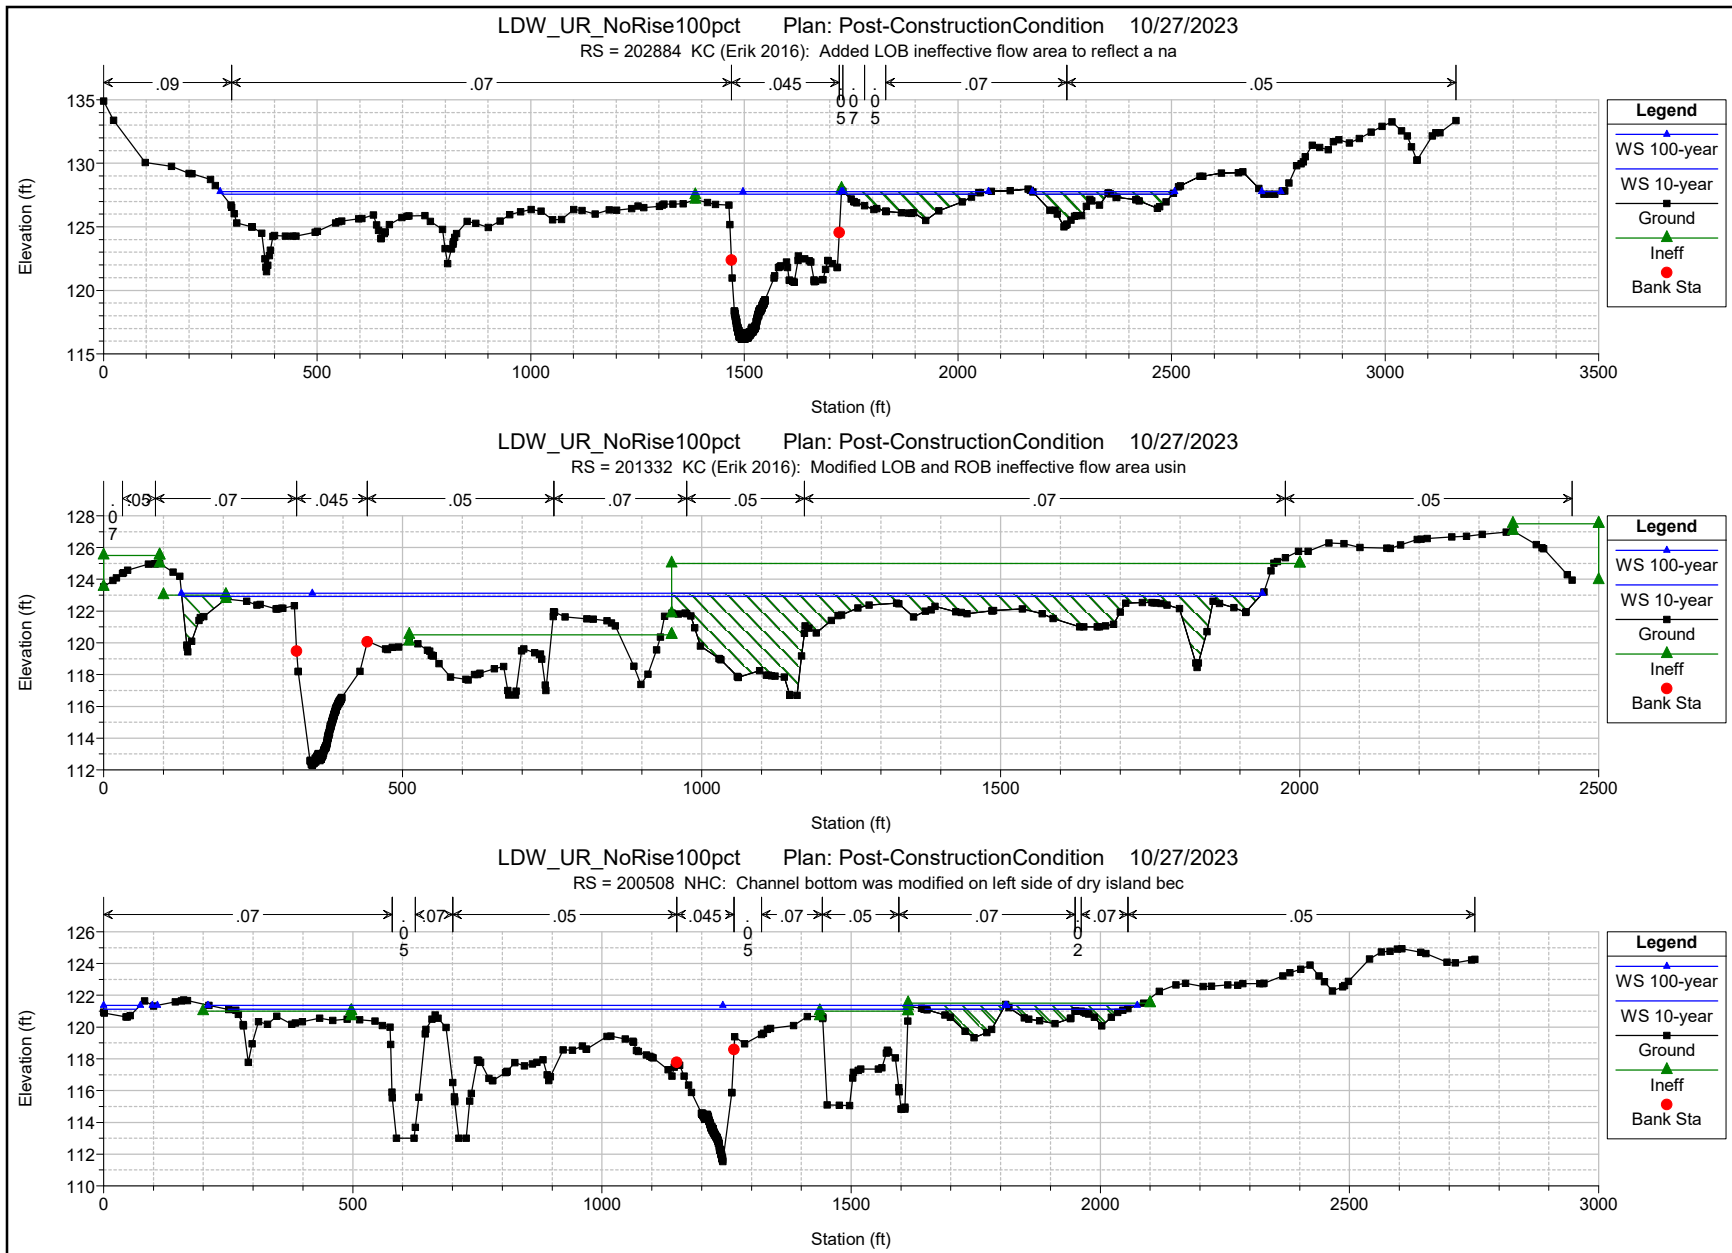 LDW_UR_NoRise100pct Plan: Post-ConstructionCondition 10/27/2023
RS = 202884 KC (Erik 2016): Added LOB ineffective flow area to reflect a na
.09 .07 .045 .05 .07 .05 .07 .05
135
130
125
120
115
Elevation (ft)
0 500 1000 1500 2000 2500 3000 3500
Station (ft)
Legend
WS 100-year
WS 10-year
Ground
Ineff
Bank Sta
LDW_UR_NoRise100pct Plan: Post-ConstructionCondition 10/27/2023
RS = 201332 KC (Erik 2016): Modified LOB and ROB ineffective flow area usin
.07 .05 .07 .045 .05 .07 .05 .07 .05
128
126
124
122
120
118
116
114
112
Elevation (ft)
0 500 1000 1500 2000 2500
Station (ft)
Legend
WS 100-year
WS 10-year
Ground
Ineff
Bank Sta
LDW_UR_NoRise100pct Plan: Post-ConstructionCondition 10/27/2023
RS = 200508 NHC: Channel bottom was modified on left side of dry island bec
.07 .05 .07 .05 .045 .05 .07 .05 .07 .02 .07 .05
126
124
122
120
118
116
114
112
110
Elevation (ft)
0 500 1000 1500 2000 2500 3000
Station (ft)
Legend
WS 100-year
WS 10-year
Ground
Ineff
Bank Sta